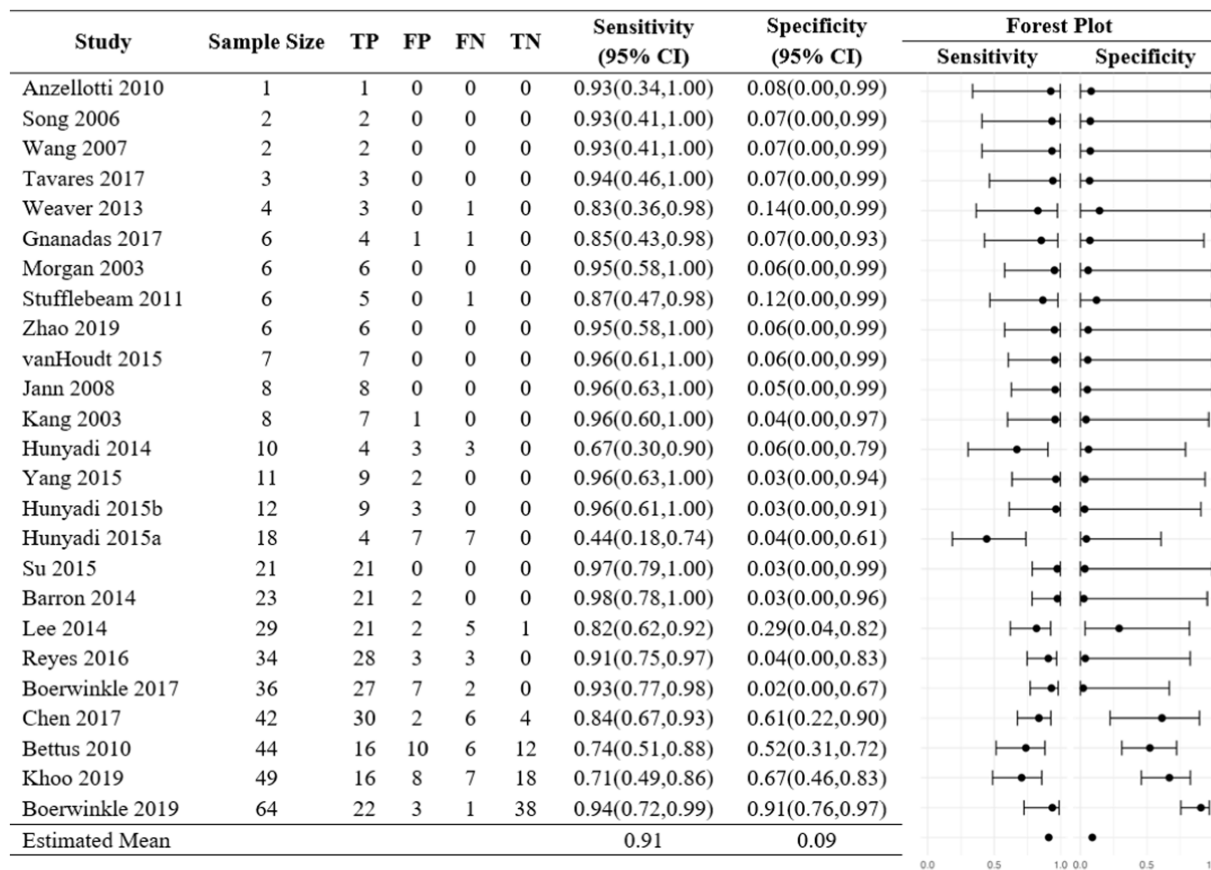 Study Sample Size TP FP FN TN Sensitivity (95% CI) Specificity (95% CI) Forest Plot
Sensitivity Specificity
Anzellotti 2010 1 1 0 0 0 0.93(0.34,1.00) 0.08(0.00,0.99)
Song 2006 2 2 0 0 0 0.93(0.41,1.00) 0.07(0.00,0.99)
Wang 2007 2 2 0 0 0 0.93(0.41,1.00) 0.07(0.00,0.99)
Tavares 2017 3 3 0 0 0 0.94(0.46,1.00) 0.07(0.00,0.99)
Weaver 2013 4 3 0 1 0 0.83(0.36,0.98) 0.14(0.00,0.99)
Gnanadas 2017 6 4 1 1 0 0.85(0.43,0.98) 0.07(0.00,0.93)
Morgan 2003 6 6 0 0 0 0.95(0.58,1.00) 0.06(0.00,0.99)
Stufflebeam 2011 6 5 0 1 0 0.87(0.47,0.98) 0.12(0.00,0.99)
Zhao 2019 6 6 0 0 0 0.95(0.58,1.00) 0.06(0.00,0.99)
vanHoudt 2015 7 7 0 0 0 0.96(0.61,1.00) 0.06(0.00,0.99)
Jann 2008 8 8 0 0 0 0.96(0.63,1.00) 0.05(0.00,0.99)
Kang 2003 8 7 1 0 0 0.96(0.60,1.00) 0.04(0.00,0.97)
Hunyadi 2014 10 4 3 3 0 0.67(0.30,0.90) 0.06(0.00,0.79)
Yang 2015 11 9 2 0 0 0.96(0.63,1.00) 0.03(0.00,0.94)
Hunyadi 2015b 12 9 3 0 0 0.96(0.61,1.00) 0.03(0.00,0.91)
Hunyadi 2015a 18 4 7 7 0 0.44(0.18,0.74) 0.04(0.00,0.61)
Su 2015 21 21 0 0 0 0.97(0.79,1.00) 0.03(0.00,0.99)
Barron 2014 23 21 2 0 0 0.98(0.78,1.00) 0.03(0.00,0.96)
Lee 2014 29 21 2 5 1 0.82(0.62,0.92) 0.29(0.04,0.82)
Reyes 2016 34 28 3 3 0 0.91(0.75,0.97) 0.04(0.00,0.83)
Boerwinkle 2017 36 27 7 2 0 0.93(0.77,0.98) 0.02(0.00,0.67)
Chen 2017 42 30 2 6 4 0.84(0.67,0.93) 0.61(0.22,0.90)
Bettus 2010 44 16 10 6 12 0.74(0.51,0.88) 0.52(0.31,0.72)
Khoo 2019 49 16 8 7 18 0.71(0.49,0.86) 0.67(0.46,0.83)
Boerwinkle 2019 64 22 3 1 38 0.94(0.72,0.99) 0.91(0.76,0.97)
Estimated Mean 0.91 0.09
0.0 0.5 1.0 0.0 0.5 1